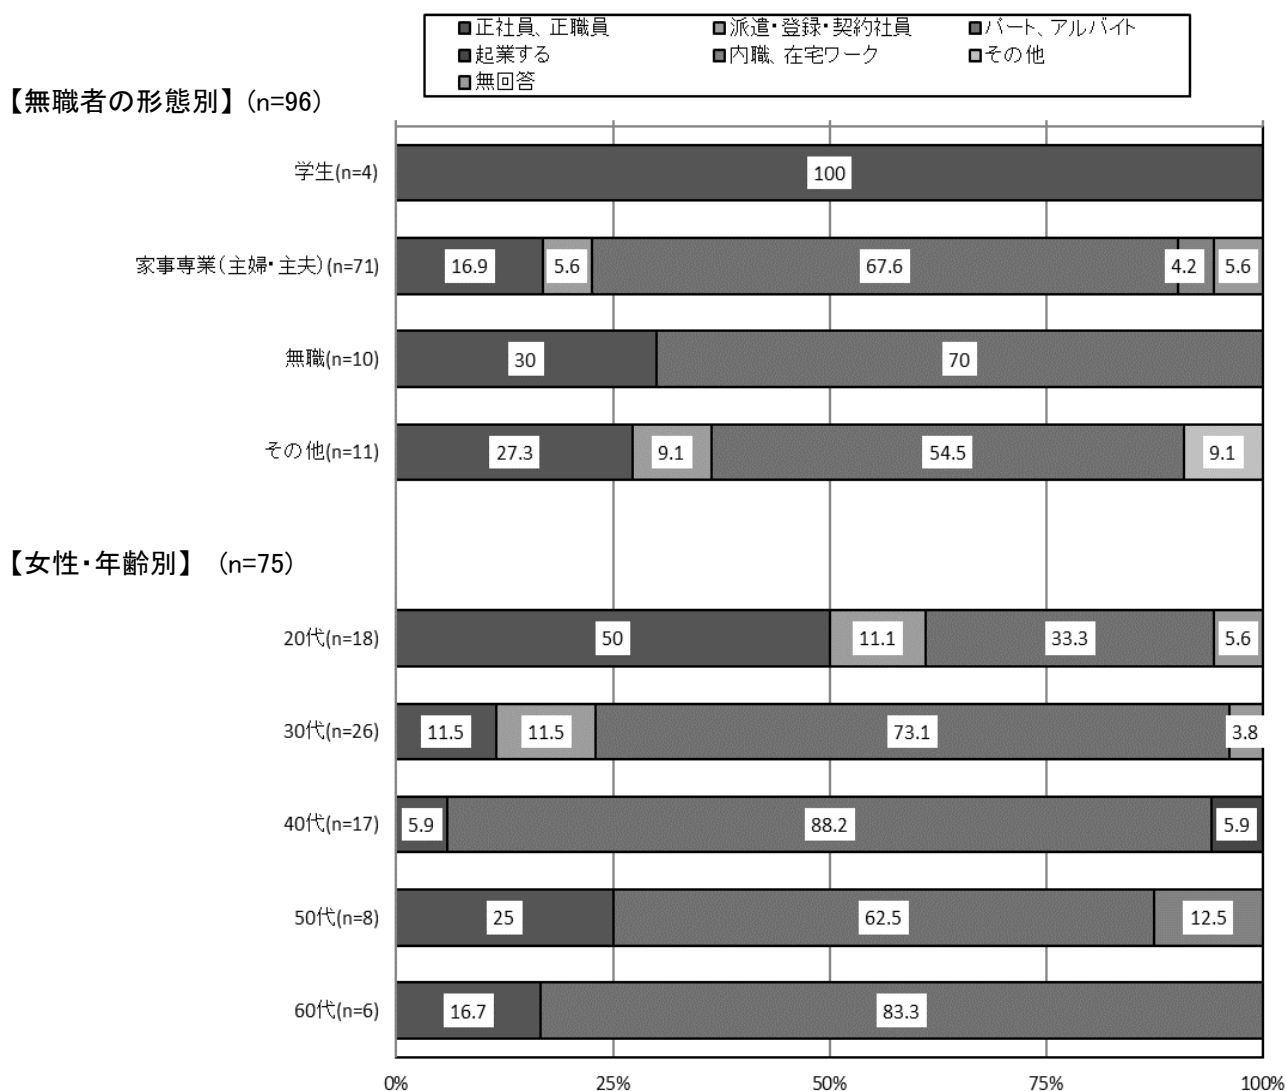 ■正社員、正職員 ■派遣・登録・契約社員 ■パート、アルバイト
■起業する ■内職、在宅ワーク ■その他
■無回答
【無職者の形態別】(n=96)
学生(n=4) 100
家事専業(主婦・主夫)(n=71) 16.9 5.6 67.6 4.2 5.6
無職(n=10) 30 70
その他(n=11) 27.3 9.1 54.5 9.1
【女性・年齢別】 (n=75)
20代(n=18) 50 11.1 33.3 5.6
30代(n=26) 11.5 11.5 73.1 3.8
40代(n=17) 5.9 88.2 5.9
50代(n=8) 25 62.5 12.5
60代(n=6) 16.7 83.3
0% 25% 50% 75% 100%